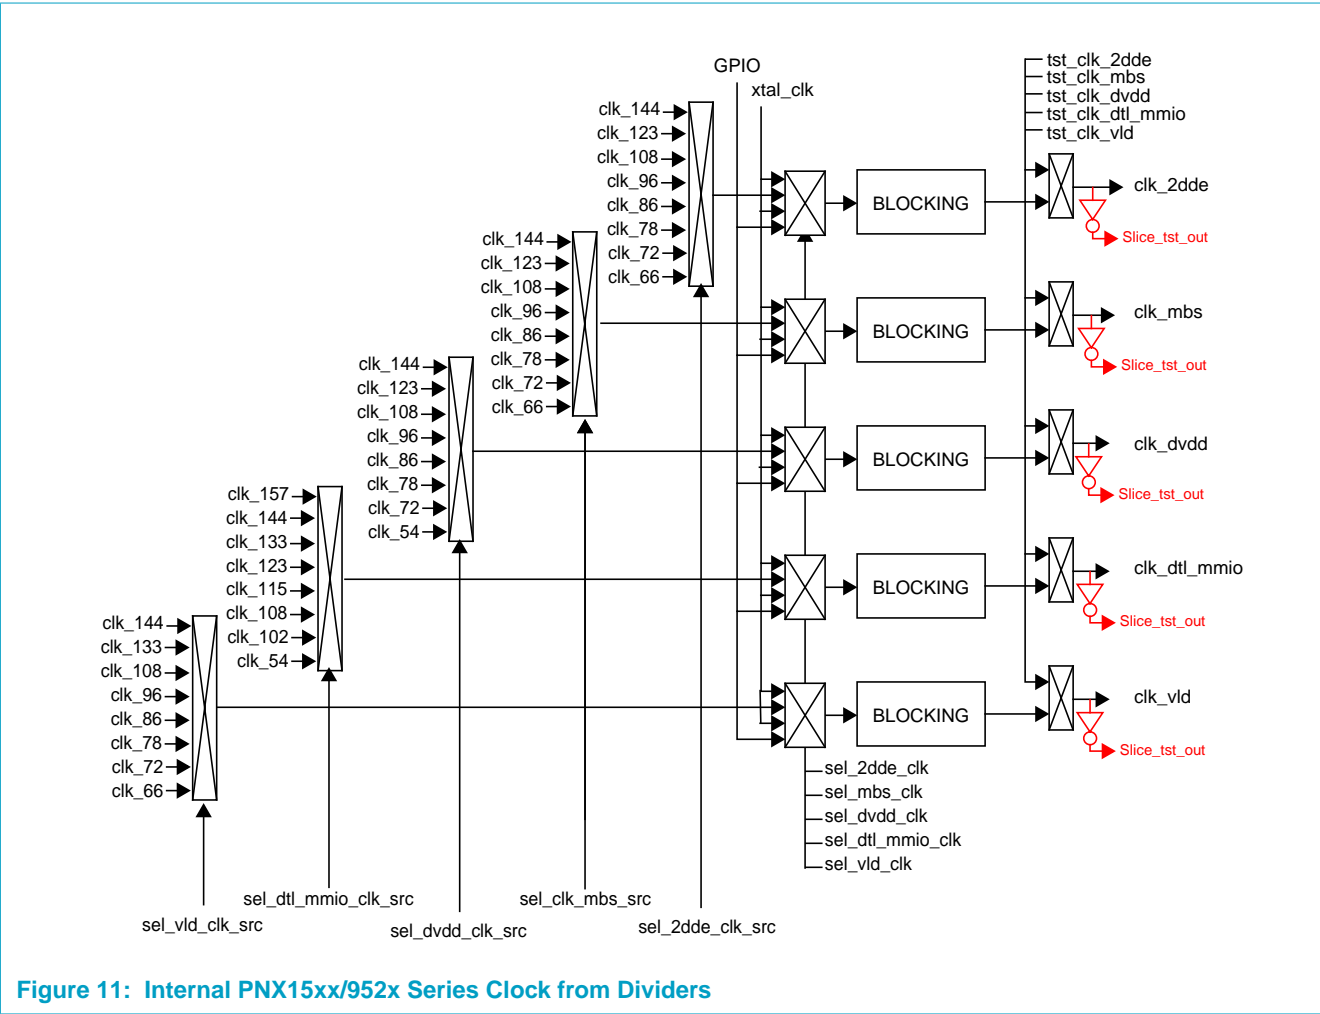 GPIO
xtal_clk
tst_clk_2dde
tst_clk_mbs
tst_clk_dvdd
tst_clk_dtl_mmio
tst_clk_vld
clk_144
clk_123
clk_108
clk_96
clk_86
clk_78
clk_72
clk_66
BLOCKING
clk_2dde
Slice_tst_out
clk_144
clk_123
clk_108
clk_96
clk_86
clk_78
clk_72
clk_66
BLOCKING
clk_mbs
Slice_tst_out
clk_144
clk_123
clk_108
clk_96
clk_86
clk_78
clk_72
clk_54
BLOCKING
clk_dvdd
Slice_tst_out
clk_157
clk_144
clk_133
clk_123
clk_115
clk_108
clk_102
clk_54
BLOCKING
clk_dtl_mmio
Slice_tst_out
clk_144
clk_133
clk_108
clk_96
clk_86
clk_78
clk_72
clk_66
BLOCKING
clk_vld
Slice_tst_out
sel_2dde_clk
sel_mbs_clk
sel_dvdd_clk
sel_dtl_mmio_clk
sel_vld_clk
sel_vld_clk_src
sel_dtl_mmio_clk_src
sel_dvdd_clk_src
sel_clk_mbs_src
sel_2dde_clk_src
Figure 11: Internal PNX15xx/952x Series Clock from Dividers